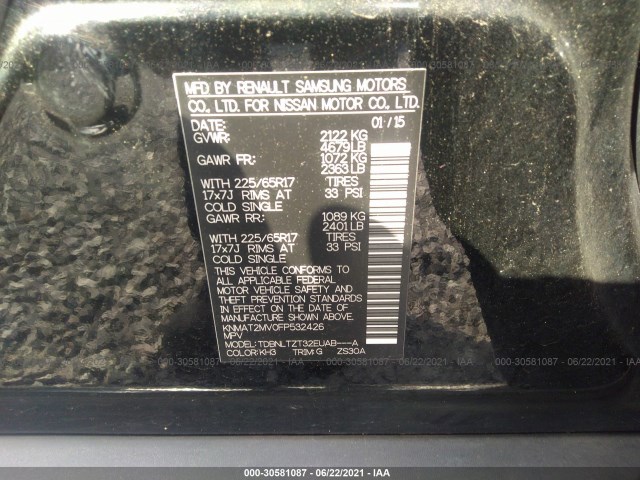 MFD BY RENAULT SAMSUNG MOTORS
CO., LTD. FOR NISSAN MOTOR CO., LTD.
DATE: 01/15
GVWR: 2122 KG
4679 LB
GAWR FR: 1072 KG
2363 LB
WITH 225/65R17 TIRES
17x7J RIMS AT 33 PSI
COLD SINGLE
GAWR RR: 1089 KG
2401 LB
WITH 225/65R17 TIRES
17x7J RIMS AT 33 PSI
COLD SINGLE
THIS VEHICLE CONFORMS TO
ALL APPLICABLE FEDERAL
MOTOR VEHICLE SAFETY AND
THEFT PREVENTION STANDARDS
IN EFFECT ON THE DATE OF
MANUFACTURE SHOWN ABOVE.
KNMAT2MV0FP532426
MPV
MODEL: TDBNLTZT32EUAB---A
COLOR: KH3 TRIM: G ZS30A
000-30581087 - 06/22/2021 - IAA